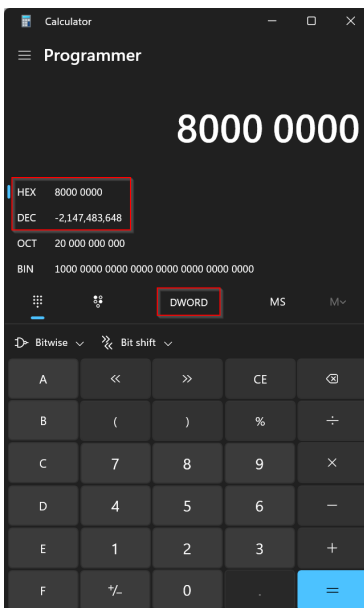 Calculator
Programmer
8000 0000
HEX 8000 0000
DEC -2,147,483,648
OCT 20 000 000 000
BIN 1000 0000 0000 0000 0000 0000 0000 0000
DWORD MS M
Bitwise Bit shift
A << >> CE
B ( ) % ÷
C 7 8 9 ×
D 4 5 6 −
E 1 2 3 +
F +/− 0 . =